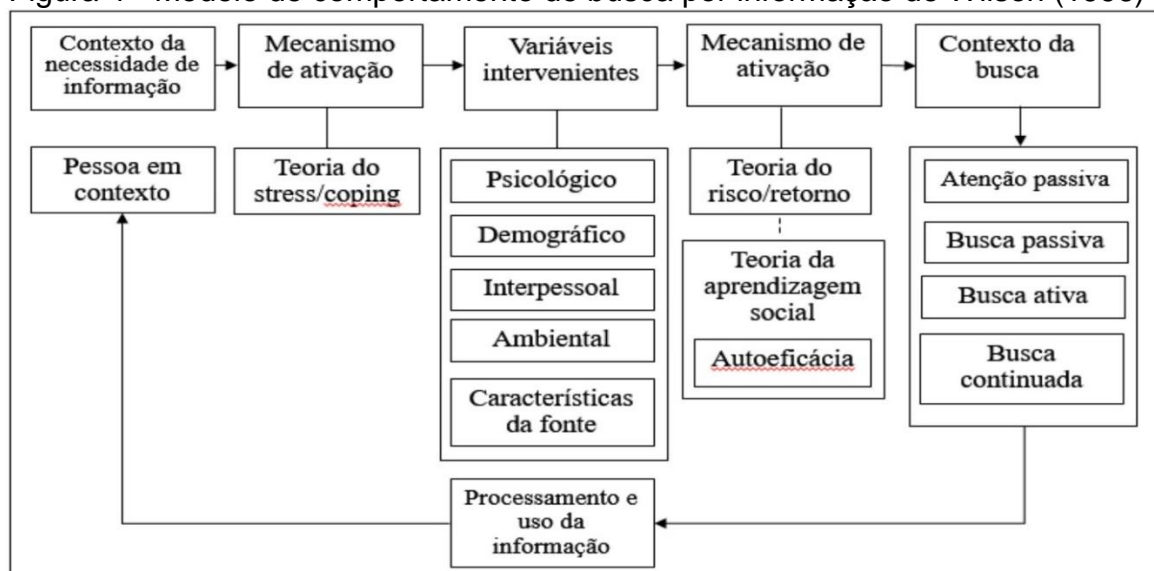 Contexto da
necessidade de
informação
Mecanismo
de ativação
Variáveis
intervenientes
Mecanismo de
ativação
Contexto da
busca
Pessoa em
contexto
Teoria do
stress/coping
Psicológico
Demográfico
Interpessoal
Ambiental
Características
da fonte
Teoria do
risco/retorno
Teoria da
aprendizagem
social
Autoeficácia
Atenção passiva
Busca passiva
Busca ativa
Busca
continuada
Processamento e
uso da
informação